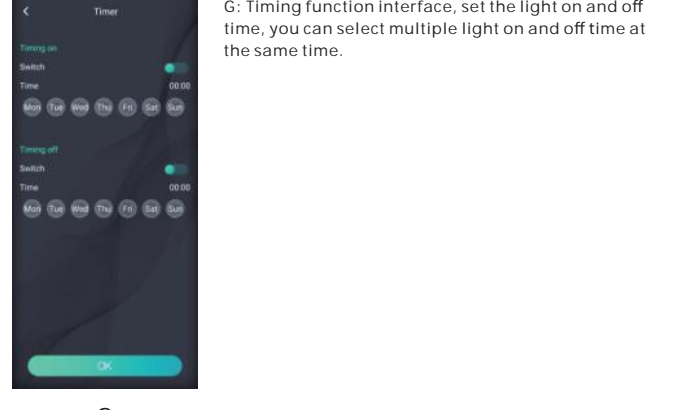 Timer
Timing on
Switch
Time 00:00
Mon Tue Wed Thu Fri Sat Sun
Timing off
Switch
Time 00:00
Mon Tue Wed Thu Fri Sat Sun
OK
G: Timing function interface, set the light on and off
time, you can select multiple light on and off time at
the same time.